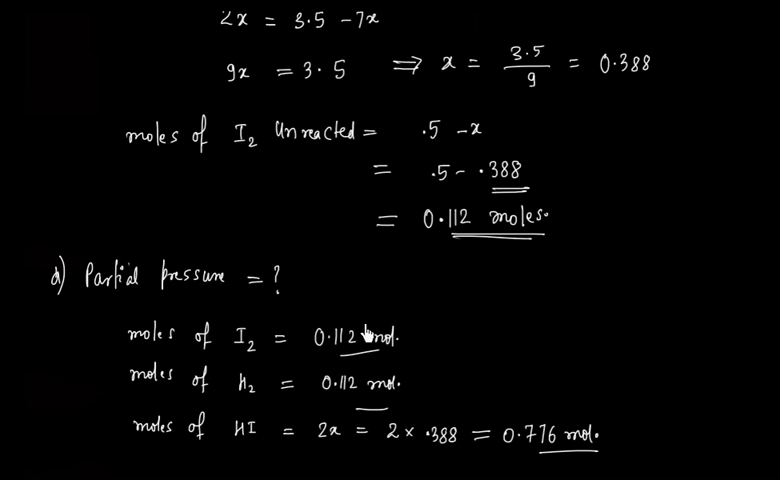 2x = 3.5 - 7x
9x = 3.5 ⟹ x = 3.5/9 = 0.388
moles of I₂ Unreacted = .5 - x
= .5 - .388
= 0.112 moles.
d) Partial pressure = ?
moles of I₂ = 0.112 mol.
moles of H₂ = 0.112 mol.
moles of HI = 2x = 2 × .388 = 0.776 mol.